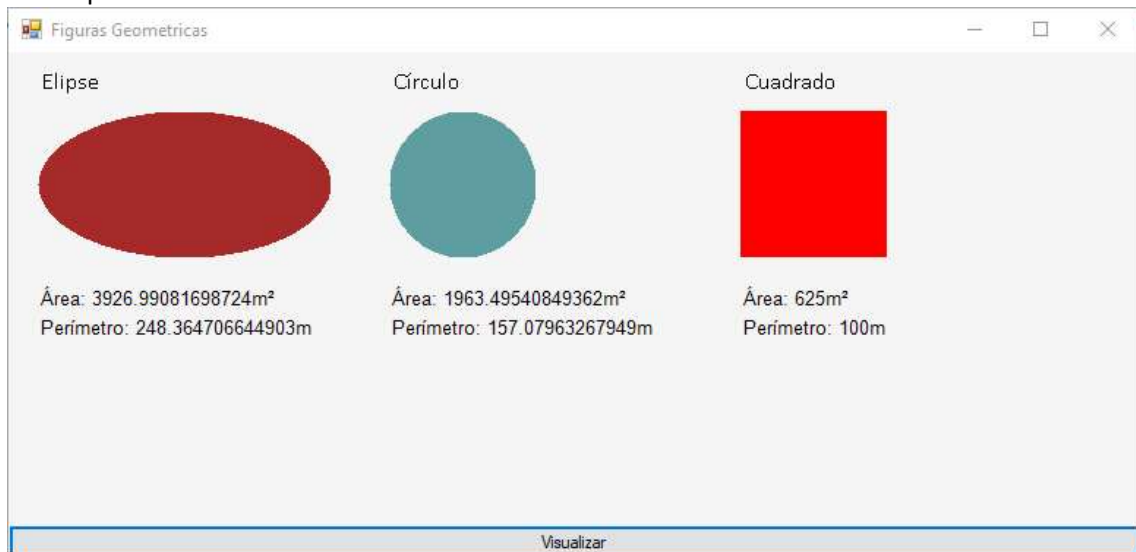 Figuras Geometricas
Elipse
Círculo
Cuadrado
Área: 3926.99081698724m²
Perímetro: 248.364706644903m
Área: 1963.49540849362m²
Perímetro: 157.07963267949m
Área: 625m²
Perímetro: 100m
Visualizar